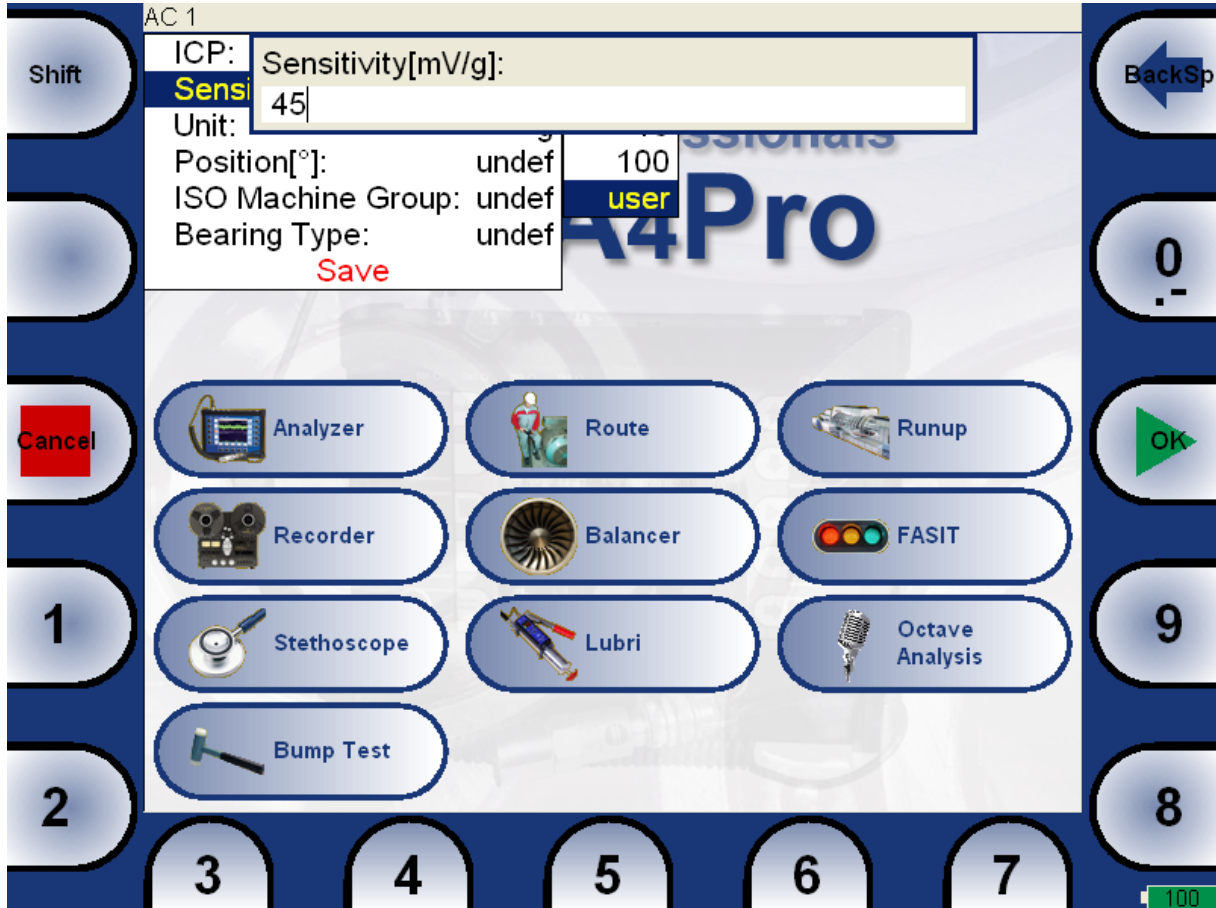 AC 1
Shift
ICP:
Sensitivity[mV/g]:
BackSp
Sensi
45
Unit:
ssionals
Position[°]: undef 100
ISO Machine Group: undef user
A4Pro
Bearing Type: undef
Save
0
.-
Cancel
Analyzer
Route
Runup
OK
Recorder
Balancer
FASIT
1
Stethoscope
Lubri
Octave
Analysis
9
Bump Test
2
8
3
4
5
6
7
100